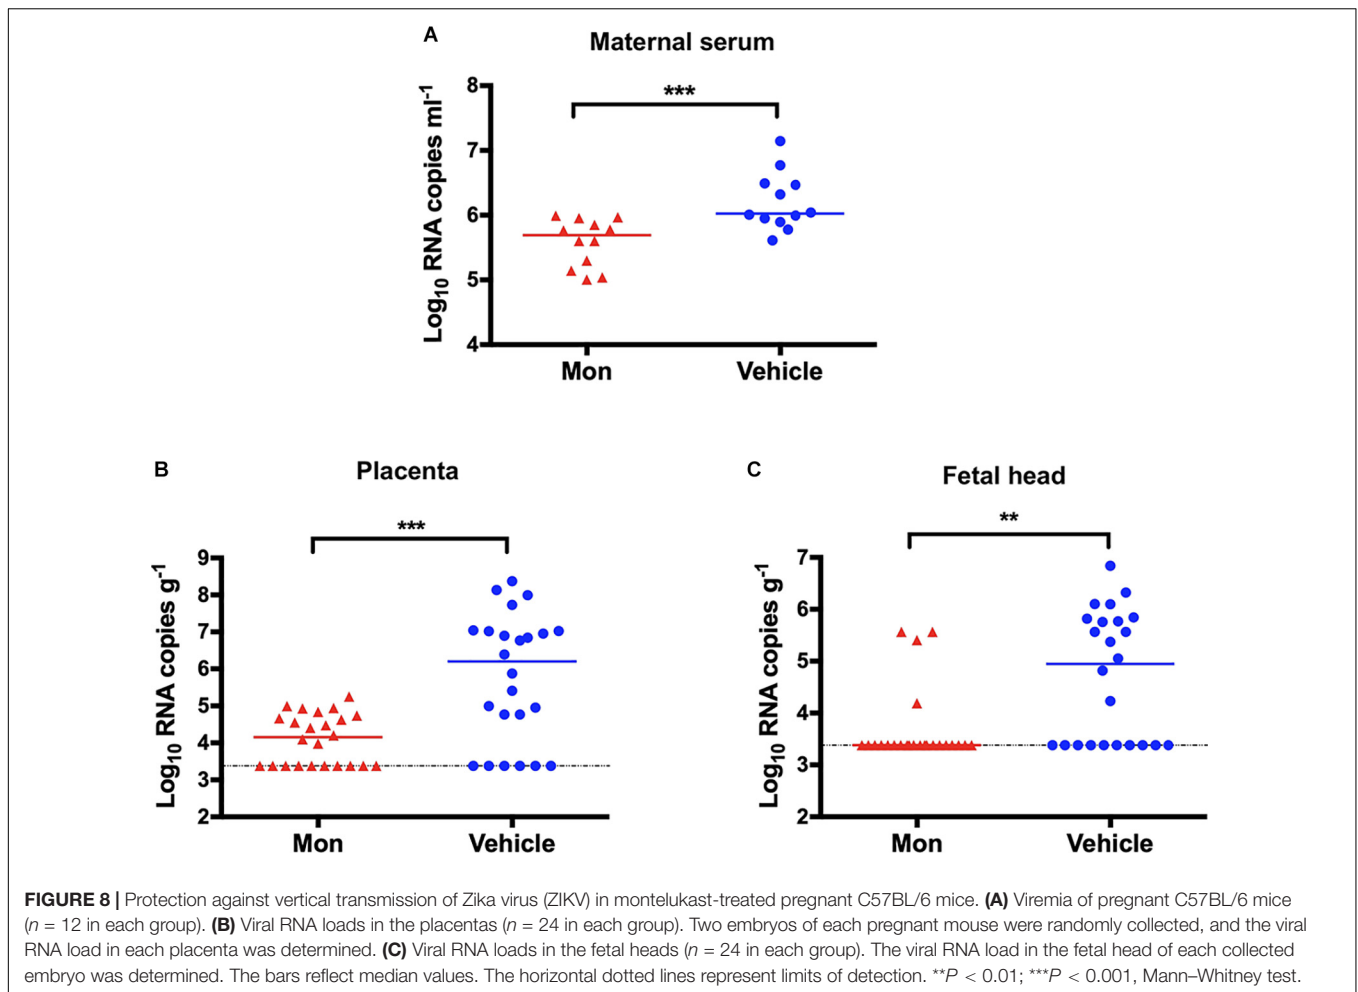 A
Maternal serum
***
Log10 RNA copies ml-1
8
7
6
5
4
Mon Vehicle
B
Placenta
***
Log10 RNA copies g-1
9
8
7
6
5
4
3
2
Mon Vehicle
C
Fetal head
**
Log10 RNA copies g-1
7
6
5
4
3
2
Mon Vehicle
FIGURE 8 | Protection against vertical transmission of Zika virus (ZIKV) in montelukast-treated pregnant C57BL/6 mice. (A) Viremia of pregnant C57BL/6 mice
(n = 12 in each group). (B) Viral RNA loads in the placentas (n = 24 in each group). Two embryos of each pregnant mouse were randomly collected, and the viral
RNA load in each placenta was determined. (C) Viral RNA loads in the fetal heads (n = 24 in each group). The viral RNA load in the fetal head of each collected
embryo was determined. The bars reflect median values. The horizontal dotted lines represent limits of detection. **P < 0.01; ***P < 0.001, Mann–Whitney test.